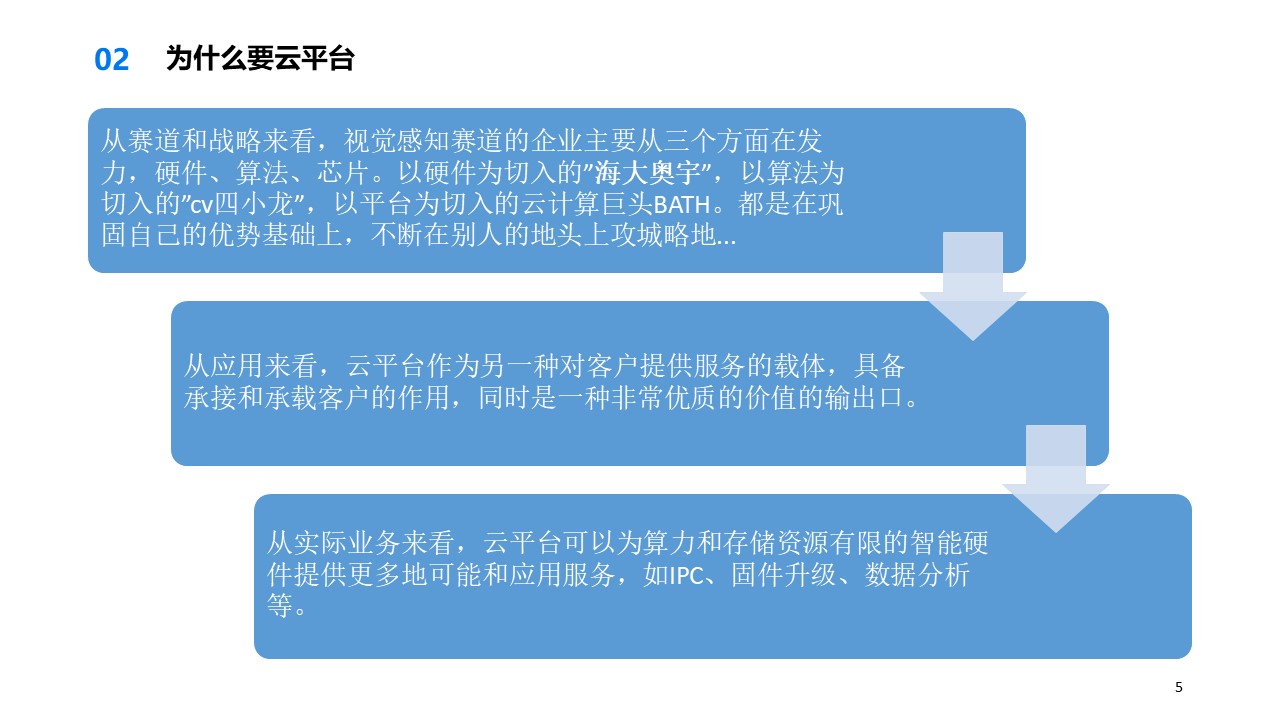 02 为什么要云平台
从赛道和战略来看，视觉感知赛道的企业主要从三个方面在发
力，硬件、算法、芯片。以硬件为切入的”海大奥宇”，以算法为
切入的”cv四小龙”，以平台为切入的云计算巨头BATH。都是在巩
固自己的优势基础上，不断在别人的地头上攻城略地...
从应用来看，云平台作为另一种对客户提供服务的载体，具备
承接和承载客户的作用，同时是一种非常优质的价值的输出口。
从实际业务来看，云平台可以为算力和存储资源有限的智能硬
件提供更多地可能和应用服务，如IPC、固件升级、数据分析
等。
5